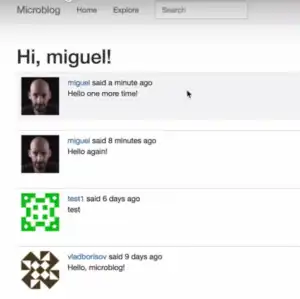 Microblog Home Explore Search
Hi, miguel!
miguel said a minute ago
Hello one more time!
miguel said 8 minutes ago
Hello again!
test1 said 6 days ago
test
vladborisov said 9 days ago
Hello, microblog!